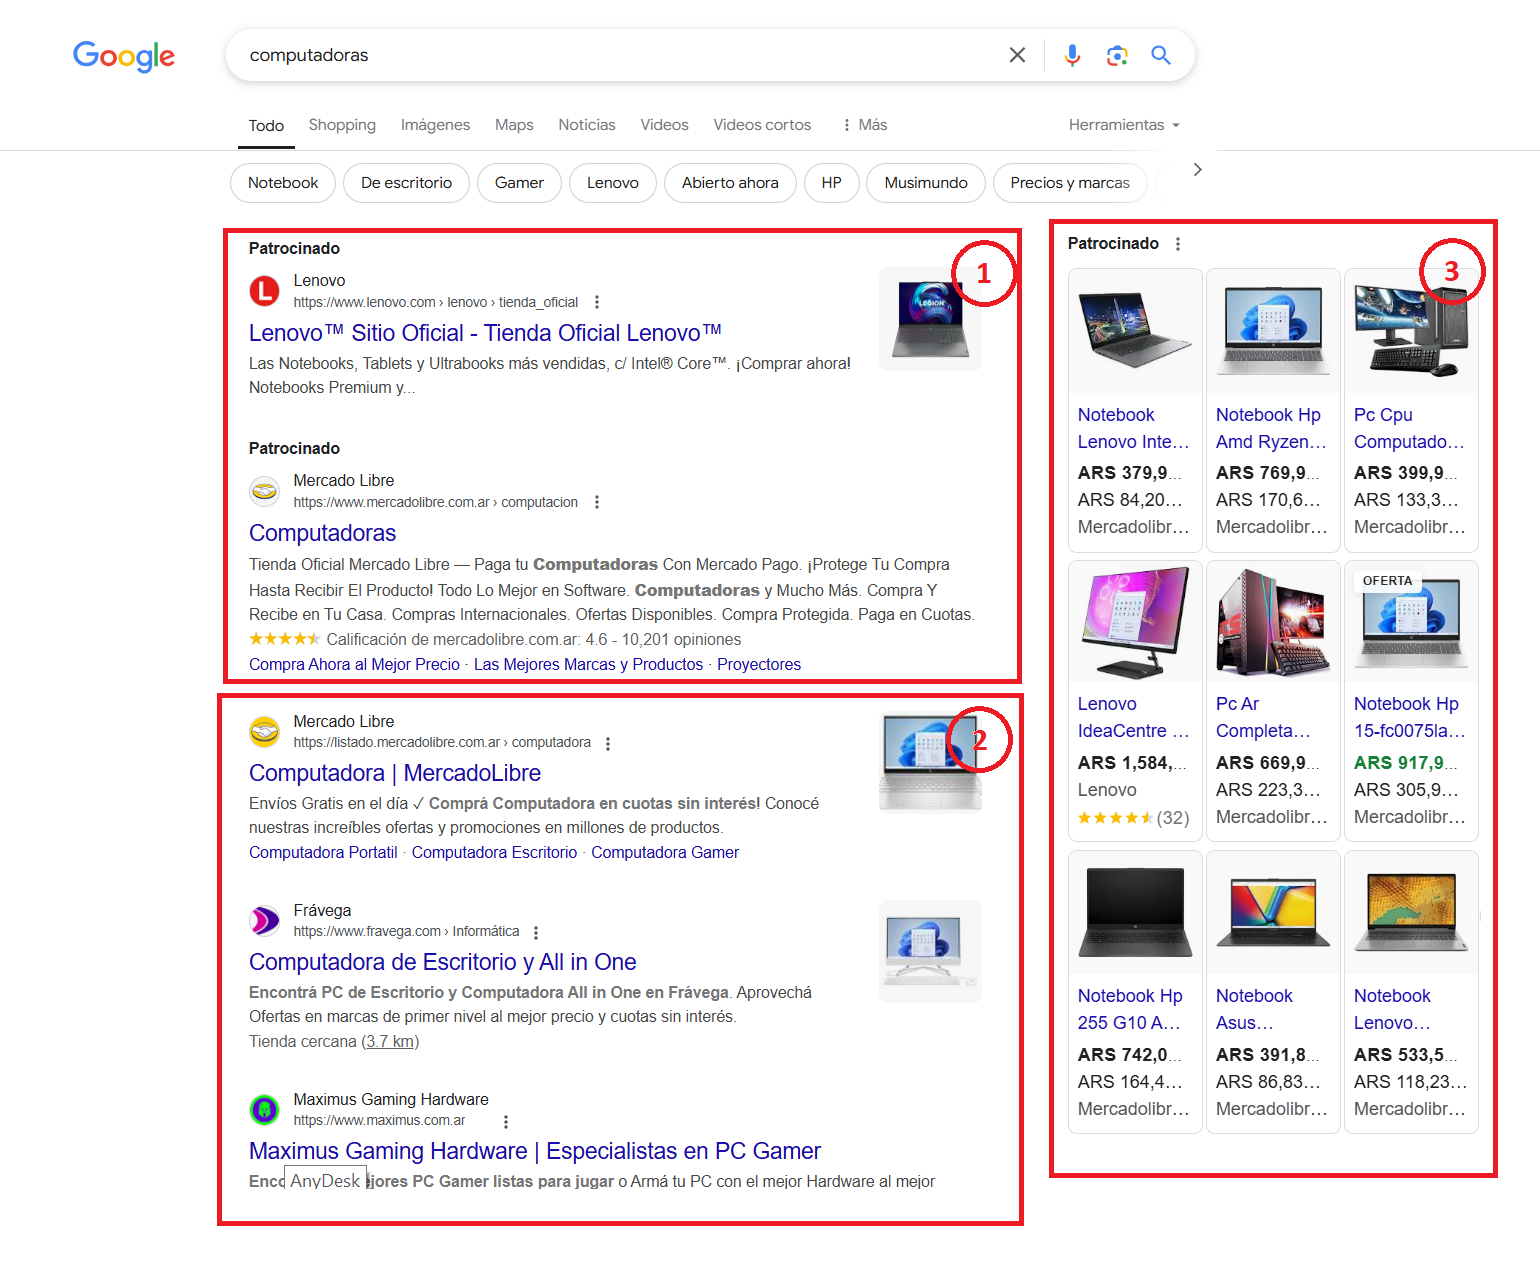 Google
computadoras
Todo
Shopping
Imágenes
Maps
Noticias
Videos
Videos cortos
Más
Herramientas
Notebook
De escritorio
Gamer
Lenovo
Abierto ahora
HP
Musimundo
Precios y marcas
Patrocinado
1
Lenovo
https://www.lenovo.com › lenovo › tienda_oficial
Lenovo™ Sitio Oficial - Tienda Oficial Lenovo™
Las Notebooks, Tablets y Ultrabooks más vendidas, c/ Intel® Core™. ¡Comprar ahora!
Notebooks Premium y...
LEGION
Patrocinado
Mercado Libre
https://www.mercadolibre.com.ar › computacion
Computadoras
Tienda Oficial Mercado Libre — Paga tu Computadoras Con Mercado Pago. ¡Protege Tu Compra
Hasta Recibir El Producto! Todo Lo Mejor en Software. Computadoras y Mucho Más. Compra Y
Recibe en Tu Casa. Compras Internacionales. Ofertas Disponibles. Compra Protegida. Paga en Cuotas.
Calificación de mercadolibre.com.ar: 4.6 - 10,201 opiniones
Compra Ahora al Mejor Precio · Las Mejores Marcas y Productos · Proyectores
2
Mercado Libre
https://listado.mercadolibre.com.ar › computadora
Computadora | MercadoLibre
Envíos Gratis en el día ✓ Comprá Computadora en cuotas sin interés! Conocé
nuestras increíbles ofertas y promociones en millones de productos.
Computadora Portatil · Computadora Escritorio · Computadora Gamer
Frávega
https://www.fravega.com › Informática
Computadora de Escritorio y All in One
Encontrá PC de Escritorio y Computadora All in One en Frávega. Aprovechá
Ofertas en marcas de primer nivel al mejor precio y cuotas sin interés.
Tienda cercana (3.7 km)
Maximus Gaming Hardware
https://www.maximus.com.ar
Maximus Gaming Hardware | Especialistas en PC Gamer
Enco AnyDesk jores PC Gamer listas para jugar o Armá tu PC con el mejor Hardware al mejor
Patrocinado
3
Notebook
Lenovo Inte...
ARS 379,9...
ARS 84,20...
Mercadolibr...
Notebook Hp
Amd Ryzen...
ARS 769,9...
ARS 170,6...
Mercadolibr...
Pc Cpu
Computado...
ARS 399,9...
ARS 133,3...
Mercadolibr...
Lenovo
IdeaCentre ...
ARS 1,584,...
Lenovo
(32)
Pc Ar
Completa...
ARS 669,9...
ARS 223,3...
Mercadolibr...
OFERTA
Notebook Hp
15-fc0075la...
ARS 917,9...
ARS 305,9...
Mercadolibr...
Notebook Hp
255 G10 A...
ARS 742,0...
ARS 164,4...
Mercadolibr...
Notebook
Asus...
ARS 391,8...
ARS 86,83...
Mercadolibr...
Notebook
Lenovo...
ARS 533,5...
ARS 118,23...
Mercadolibr...